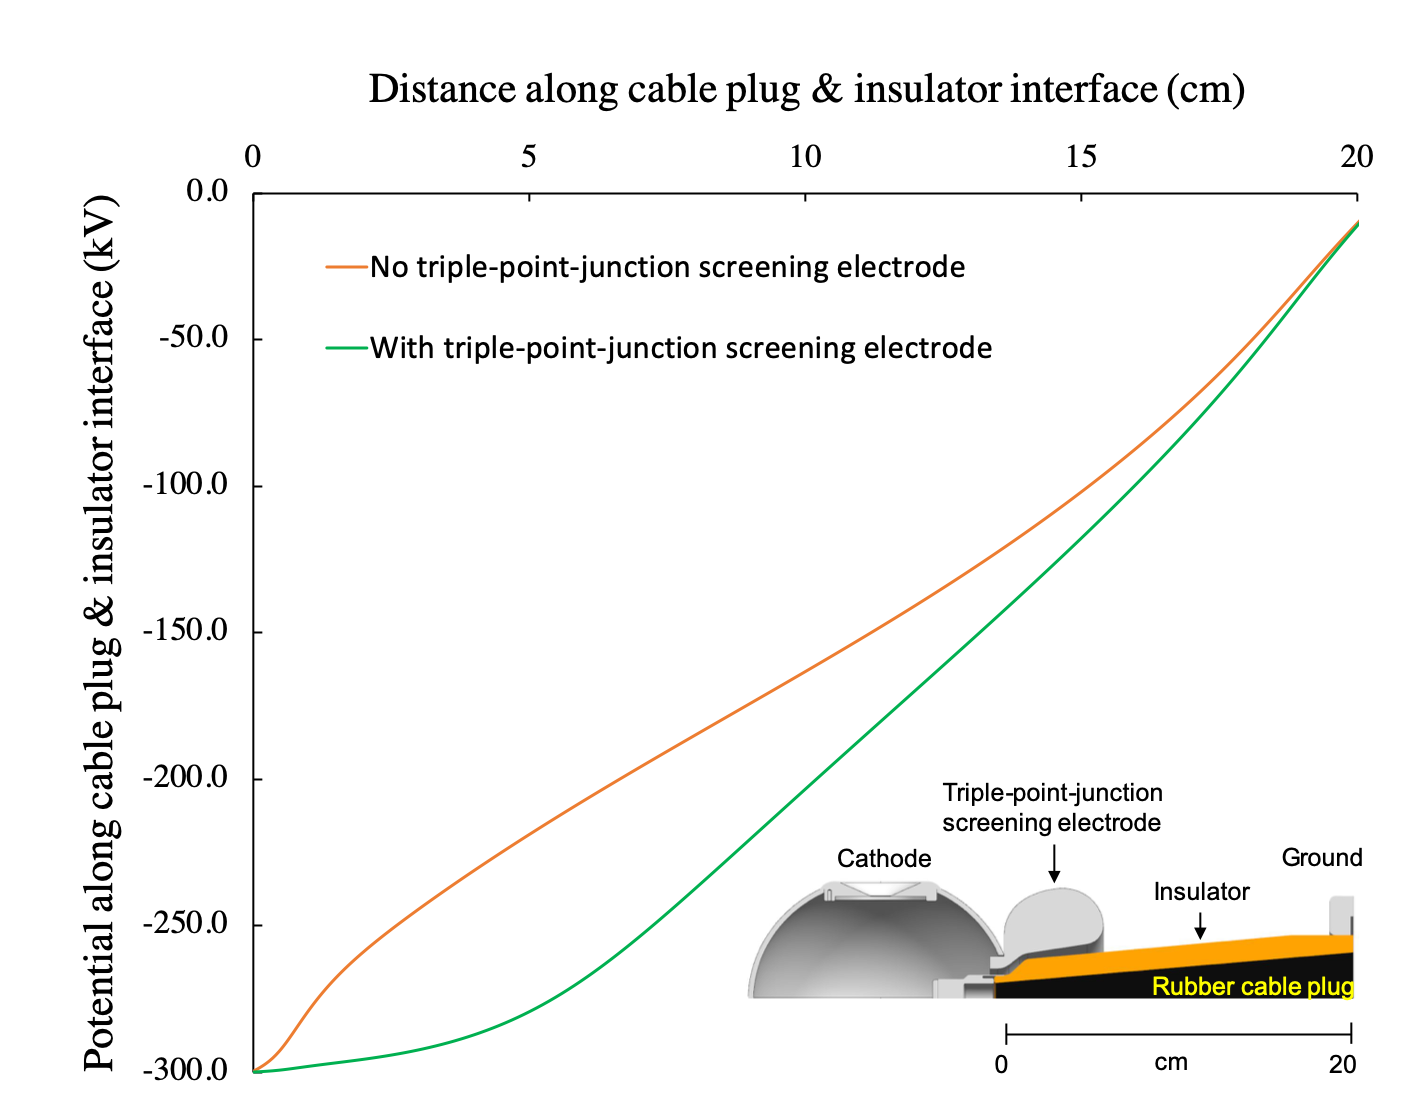 Distance along cable plug & insulator interface (cm)
0 5 10 15 20
0.0
-50.0
-100.0
-150.0
-200.0
-250.0
-300.0
Potential along cable plug & insulator interface (kV)
No triple-point-junction screening electrode
With triple-point-junction screening electrode
Triple-point-junction
screening electrode
Cathode
Ground
Insulator
Rubber cable plug
0 cm 20